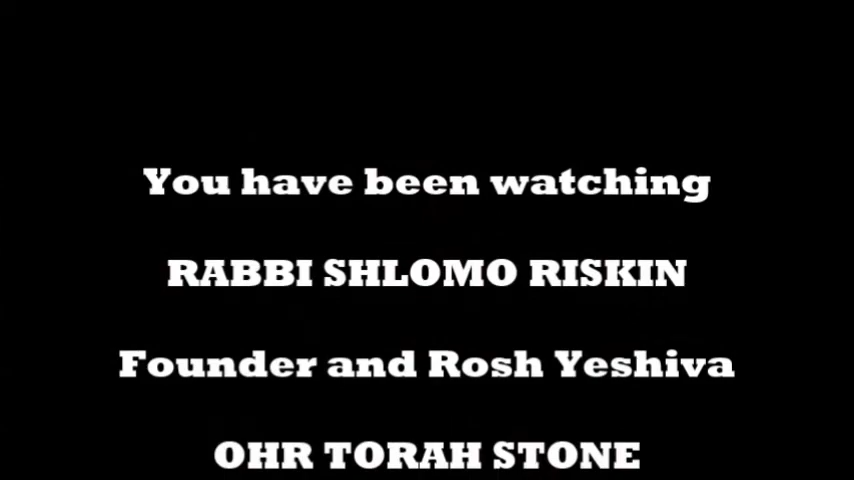 You have been watching
RABBI SHLOMO RISKIN
Founder and Rosh Yeshiva
OHR TORAH STONE